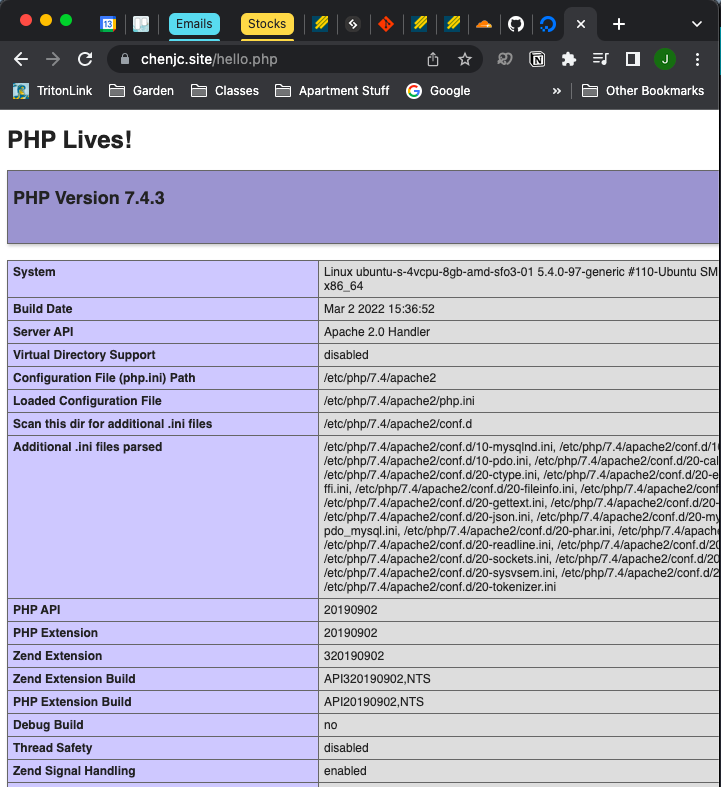 13
Emails
Stocks
chenjc.site/hello.php
J
TritonLink
Garden
Classes
Apartment Stuff
Google
»
Other Bookmarks
PHP Lives!
PHP Version 7.4.3
System
Linux ubuntu-s-4vcpu-8gb-amd-sfo3-01 5.4.0-97-generic #110-Ubuntu SM
x86_64
Build Date
Mar 2 2022 15:36:52
Server API
Apache 2.0 Handler
Virtual Directory Support
disabled
Configuration File (php.ini) Path
/etc/php/7.4/apache2
Loaded Configuration File
/etc/php/7.4/apache2/php.ini
Scan this dir for additional .ini files
/etc/php/7.4/apache2/conf.d
Additional .ini files parsed
/etc/php/7.4/apache2/conf.d/10-mysqlnd.ini, /etc/php/7.4/apache2/conf.d/1
/etc/php/7.4/apache2/conf.d/10-pdo.ini, /etc/php/7.4/apache2/conf.d/20-cal
/etc/php/7.4/apache2/conf.d/20-ctype.ini, /etc/php/7.4/apache2/conf.d/20-e
ffi.ini, /etc/php/7.4/apache2/conf.d/20-fileinfo.ini, /etc/php/7.4/apache2/conf
/etc/php/7.4/apache2/conf.d/20-gettext.ini, /etc/php/7.4/apache2/conf.d/20-
/etc/php/7.4/apache2/conf.d/20-json.ini, /etc/php/7.4/apache2/conf.d/20-my
pdo_mysql.ini, /etc/php/7.4/apache2/conf.d/20-phar.ini, /etc/php/7.4/apache
/etc/php/7.4/apache2/conf.d/20-readline.ini, /etc/php/7.4/apache2/conf.d/20
/etc/php/7.4/apache2/conf.d/20-sockets.ini, /etc/php/7.4/apache2/conf.d/20
/etc/php/7.4/apache2/conf.d/20-sysvsem.ini, /etc/php/7.4/apache2/conf.d/2
/etc/php/7.4/apache2/conf.d/20-tokenizer.ini
PHP API
20190902
PHP Extension
20190902
Zend Extension
320190902
Zend Extension Build
API320190902,NTS
PHP Extension Build
API20190902,NTS
Debug Build
no
Thread Safety
disabled
Zend Signal Handling
enabled